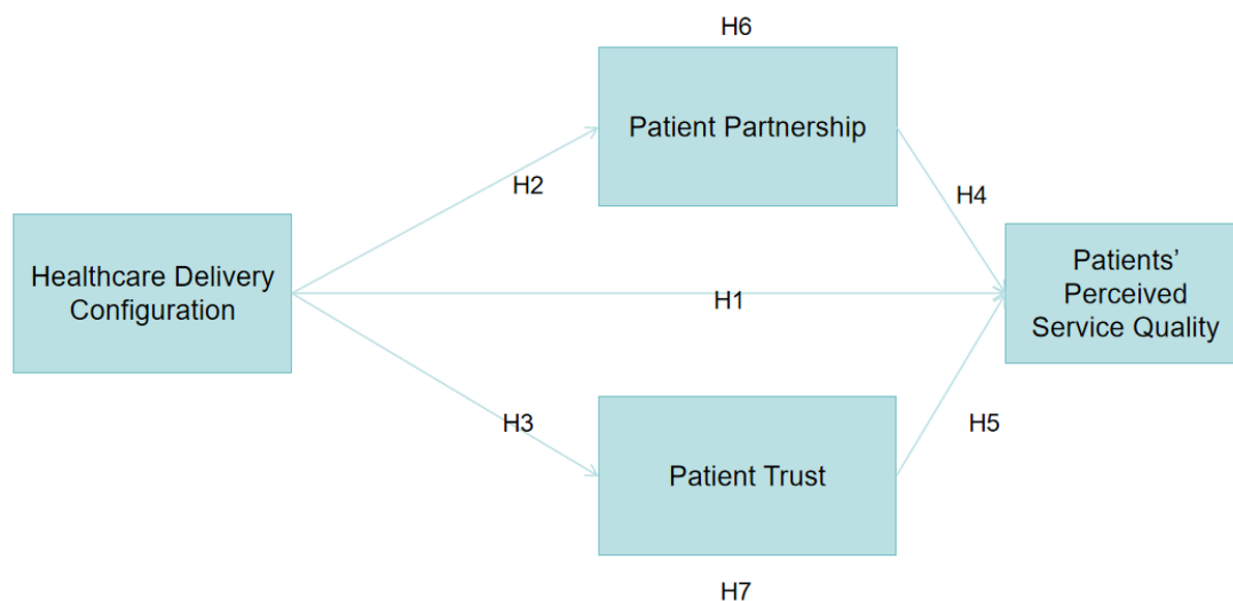 H6
Patient Partnership
H2
H4
Healthcare Delivery
Configuration
H1
Patients’
Perceived
Service Quality
H3
H5
Patient Trust
H7